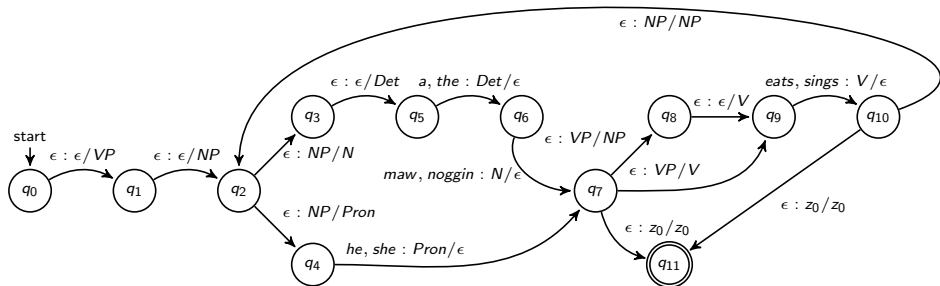 ϵ : NP/NP
ϵ : ϵ/Det
a, the : Det/ϵ
eats, sings : V/ϵ
q3
q5
q6
q8
ϵ : ϵ/V
q9
q10
start
ϵ : ϵ/VP
ϵ : ϵ/NP
ϵ : NP/N
ϵ : VP/NP
maw, noggin : N/ϵ
ϵ : VP/V
q0
q1
q2
q7
ϵ : NP/Pron
ϵ : z0/z0
ϵ : z0/z0
he, she : Pron/ϵ
q4
q11